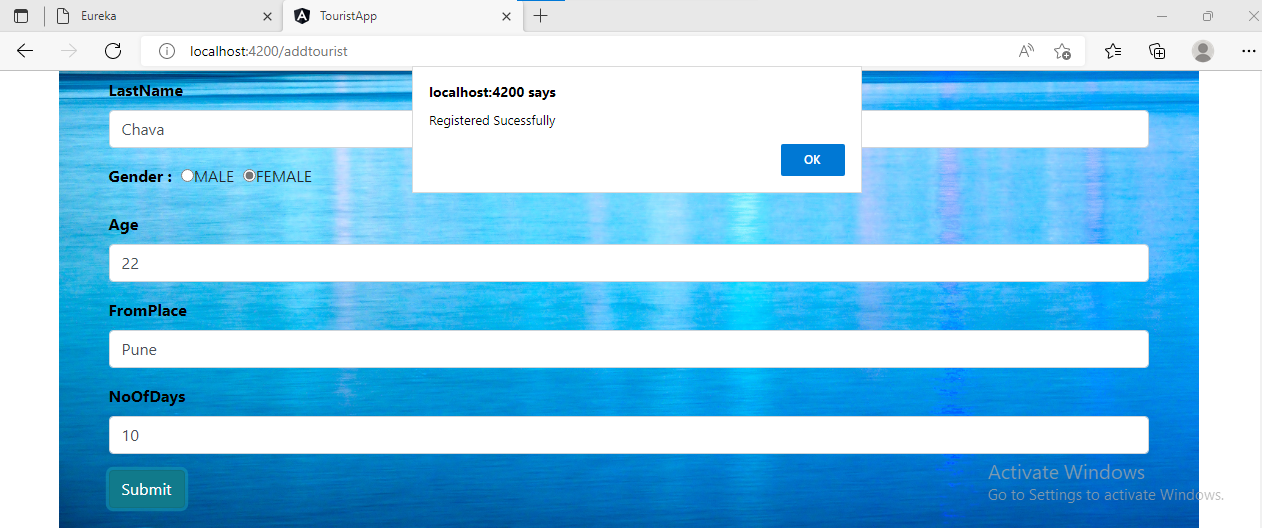 Eureka
TouristApp
localhost:4200/addtourist
localhost:4200 says
Registered Sucessfully
OK
LastName
Chava
Gender : MALE FEMALE
Age
22
FromPlace
Pune
NoOfDays
10
Submit
Activate Windows
Go to Settings to activate Windows.